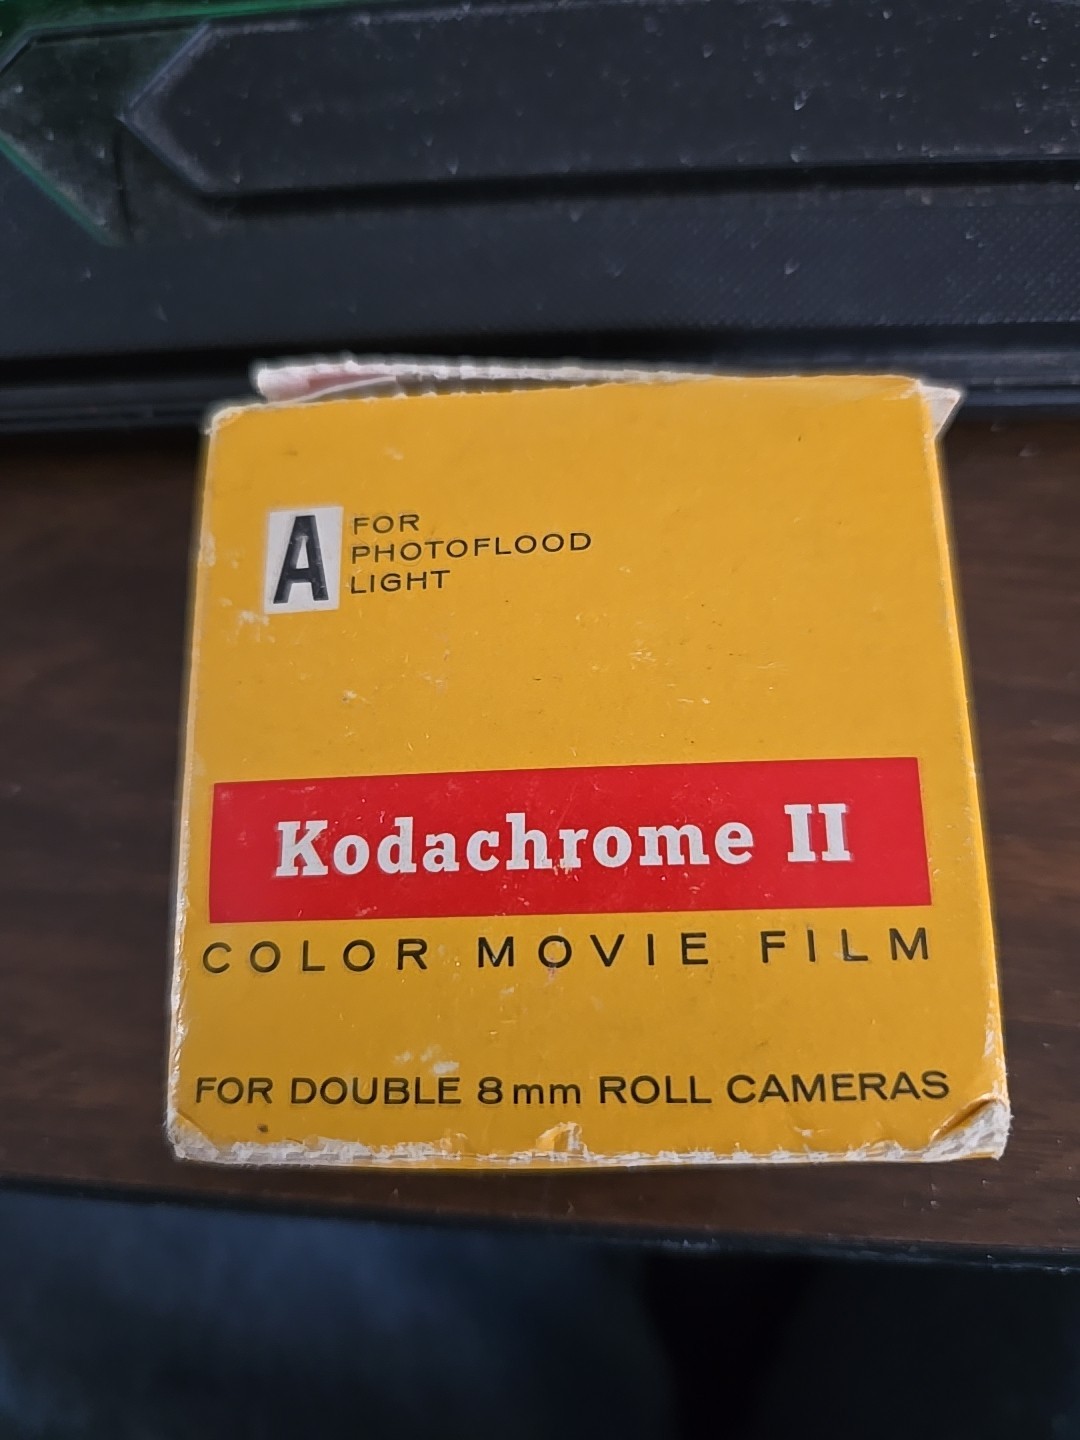 A
FOR
PHOTOFLOOD
LIGHT
Kodachrome II
COLOR MOVIE FILM
FOR DOUBLE 8mm ROLL CAMERAS